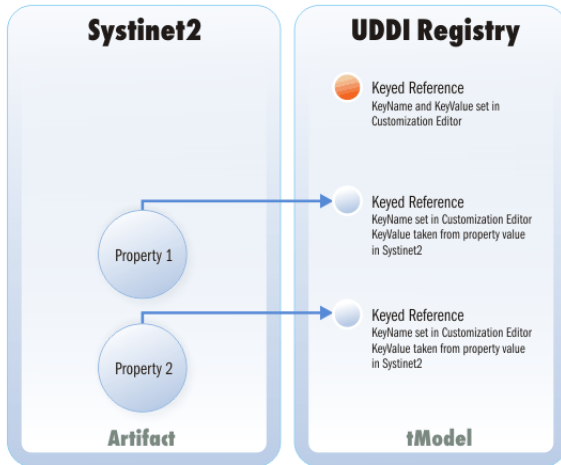 Systinet2
UDDI Registry
Keyed Reference
KeyName and KeyValue set in
Customization Editor
Keyed Reference
KeyName set in Customization Editor
KeyValue taken from property value
in Systinet2
Property 1
Keyed Reference
KeyName set in Customization Editor
KeyValue taken from property value
in Systinet2
Property 2
Artifact
tModel